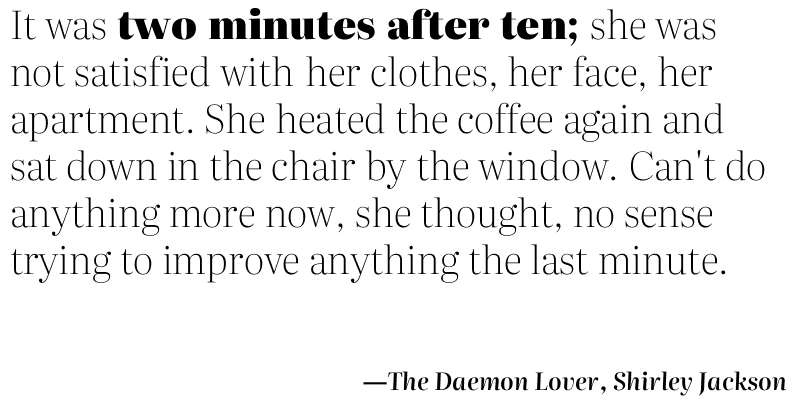 It was two minutes after ten; she was
not satisfied with her clothes, her face, her
apartment. She heated the coffee again and
sat down in the chair by the window. Can't do
anything more now, she thought, no sense
trying to improve anything the last minute.
—The Daemon Lover, Shirley Jackson